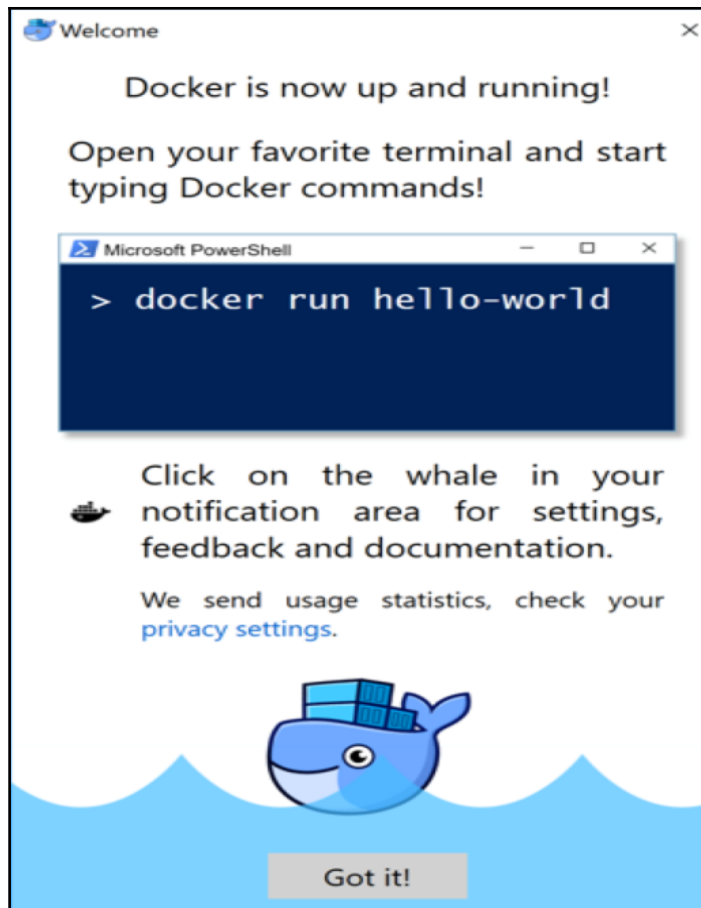 Welcome
Docker is now up and running!
Open your favorite terminal and start
typing Docker commands!
Microsoft PowerShell
> docker run hello-world
Click on the whale in your
notification area for settings,
feedback and documentation.
We send usage statistics, check your
privacy settings.
Got it!